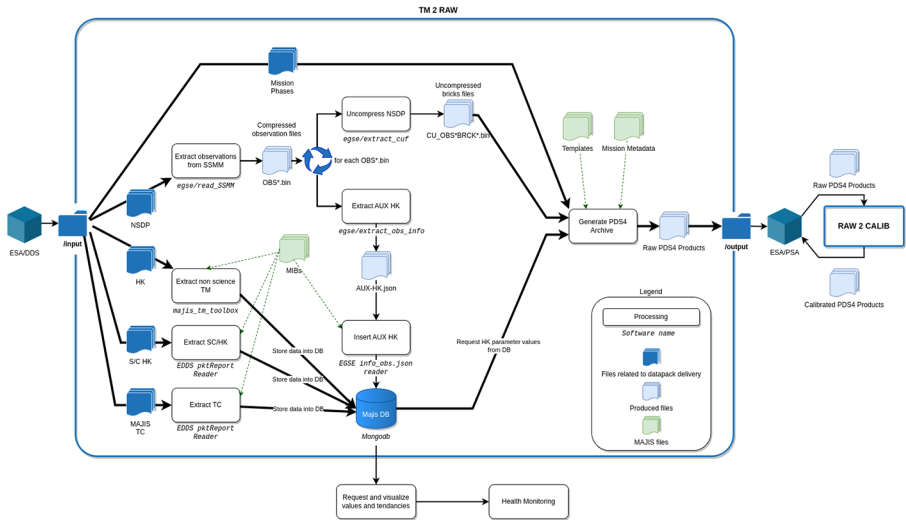 TM 2 RAW
Mission
Phases
Uncompressed
bricks files
CU_OBS*BRCK*.bin
Uncompress NSDP
egse/extract_cuf
Compressed
observation files
OBS*.bin
for each OBS*.bin
Extract observations
from SSMM
egse/read_SSMM
NSDP
Extract AUX HK
egse/extract_obs_info
AUX-HK.json
Templates
Mission Metadata
Generate PDS4
Archive
Raw PDS4 Products
/output
ESA/PSA
Raw PDS4 Products
RAW 2 CALIB
Calibrated PDS4 Products
ESA/DDS
/input
HK
Extract non science
TM
majis_tm_toolbox
MIBs
S/C HK
Extract SC/HK
EDDS pktReport
Reader
MAJIS
TC
Extract TC
EDDS pktReport
Reader
Store data into DB
Store data into DB
Store data into DB
Insert AUX HK
EGSE info_obs.json
reader
Majis DB
Mongodb
Request HK parameter values
from DB
Legend
Processing
Software name
Files related to datapack delivery
Produced files
MAJIS files
Request and visualize
values and tendancies
Health Monitoring